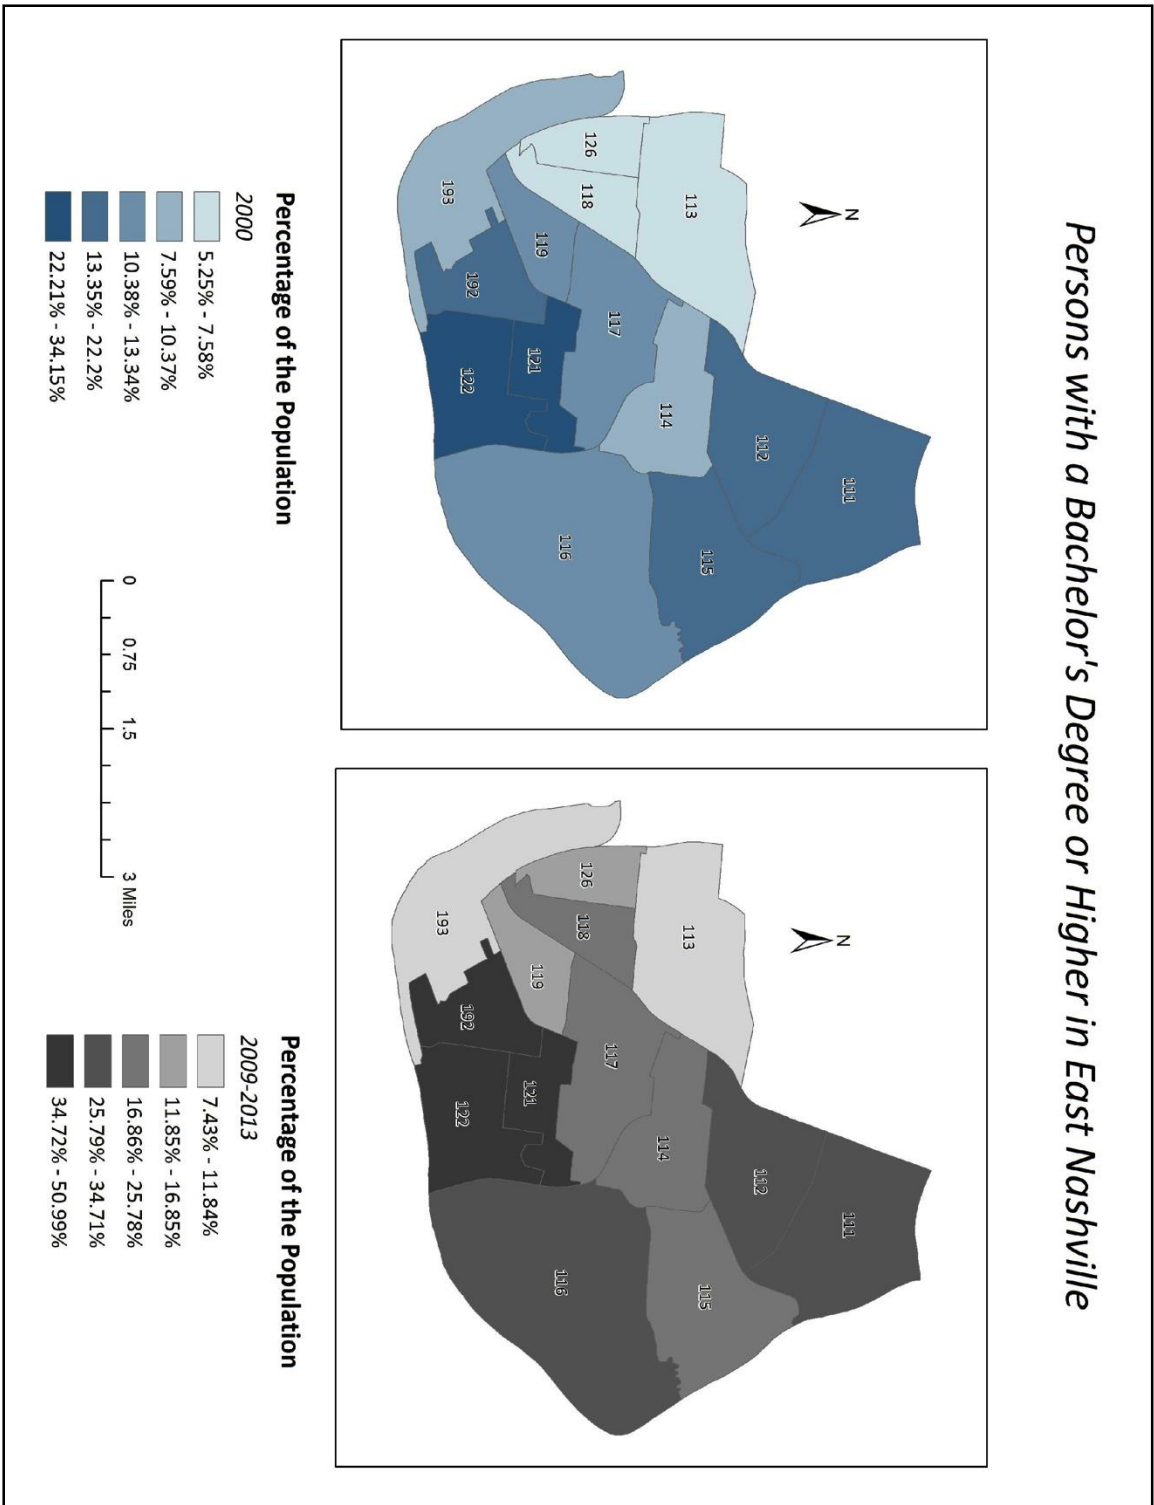 Persons with a Bachelor's Degree or Higher in East Nashville
N
111
112
113
114
115
126
118
117
116
119
121
193
192
122
N
111
112
113
114
115
126
118
117
116
119
121
193
192
122
Percentage of the Population
2000
5.25% - 7.58%
7.59% - 10.37%
10.38% - 13.34%
13.35% - 22.2%
22.21% - 34.15%
0 0.75 1.5 3 Miles
Percentage of the Population
2009-2013
7.43% - 11.84%
11.85% - 16.85%
16.86% - 25.78%
25.79% - 34.71%
34.72% - 50.99%